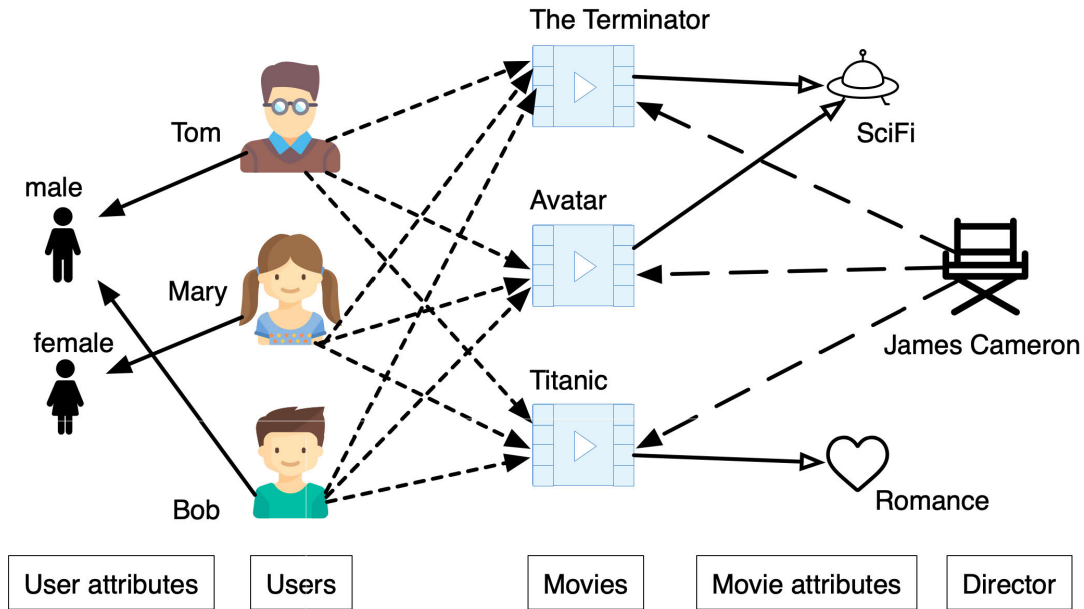 The Terminator
Tom
SciFi
male
Avatar
Mary
female
James Cameron
Titanic
Bob
Romance
User attributes
Users
Movies
Movie attributes
Director